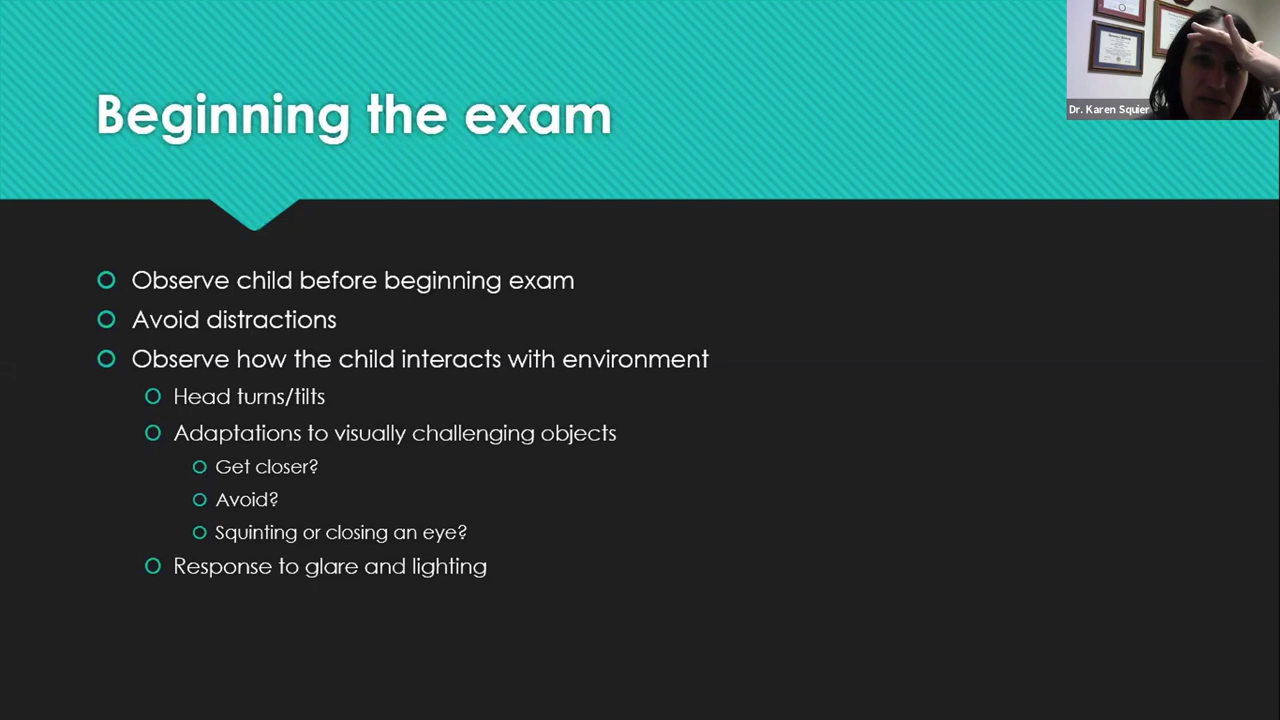 Dr. Karen Squier
Beginning the exam
Observe child before beginning exam
Avoid distractions
Observe how the child interacts with environment
Head turns/tilts
Adaptations to visually challenging objects
Get closer?
Avoid?
Squinting or closing an eye?
Response to glare and lighting